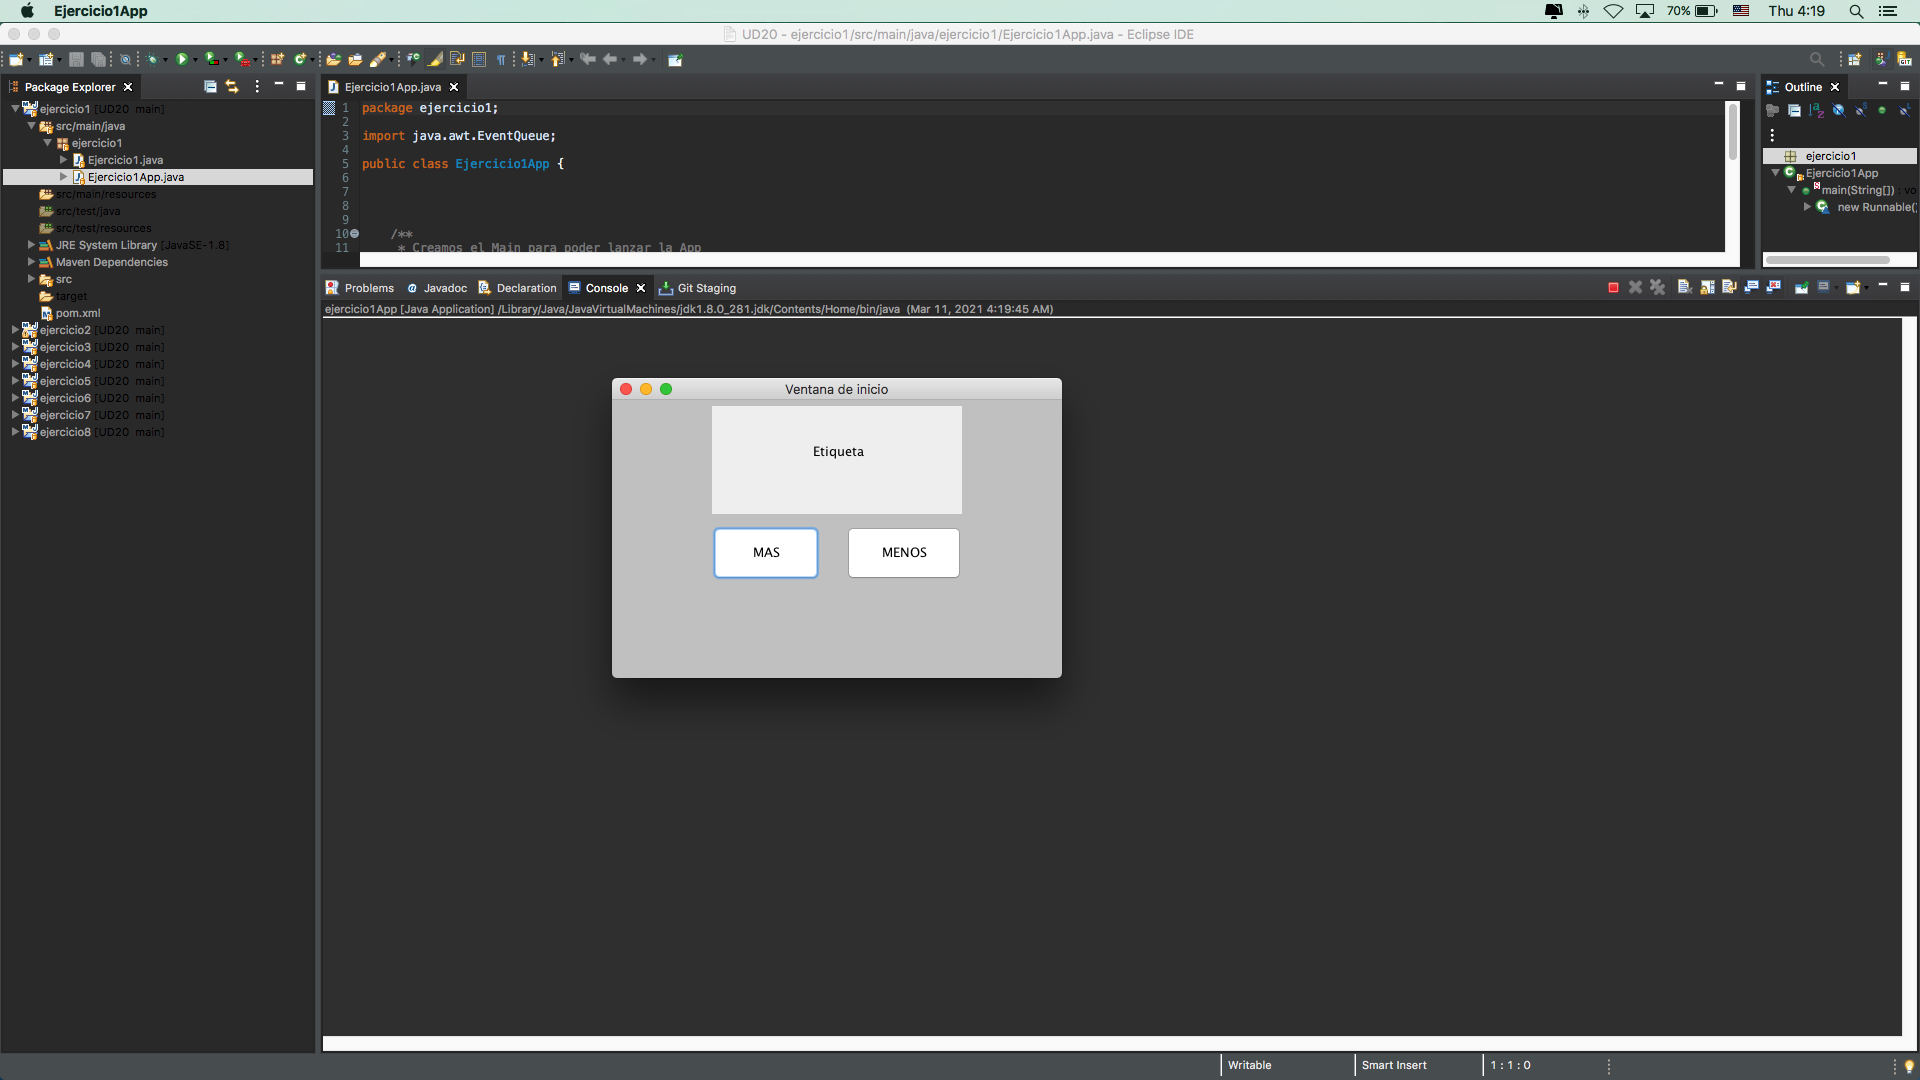 Ejercicio1App
70%
Thu 4:19
UD20 - ejercicio1/src/main/java/ejercicio1/Ejercicio1App.java - Eclipse IDE
Package Explorer
ejercicio1 [UD20 main]
src/main/java
ejercicio1
Ejercicio1.java
Ejercicio1App.java
src/main/resources
src/test/java
src/test/resources
JRE System Library [JavaSE-1.8]
Maven Dependencies
src
target
pom.xml
ejercicio2 [UD20 main]
ejercicio3 [UD20 main]
ejercicio4 [UD20 main]
ejercicio5 [UD20 main]
ejercicio6 [UD20 main]
ejercicio7 [UD20 main]
ejercicio8 [UD20 main]
Ejercicio1App.java
1 package ejercicio1;
2
3 import java.awt.EventQueue;
4
5 public class Ejercicio1App {
6
7
8
9
10 /**
11 * Creamos el Main para poder lanzar la App
Outline
ejercicio1
Ejercicio1App
main(String[]) : vo
new Runnable()
Problems
Javadoc
Declaration
Console
Git Staging
ejercicio1App [Java Application] /Library/Java/JavaVirtualMachines/jdk1.8.0_281.jdk/Contents/Home/bin/java (Mar 11, 2021 4:19:45 AM)
Ventana de inicio
Etiqueta
MAS
MENOS
Writable
Smart Insert
1 : 1 : 0